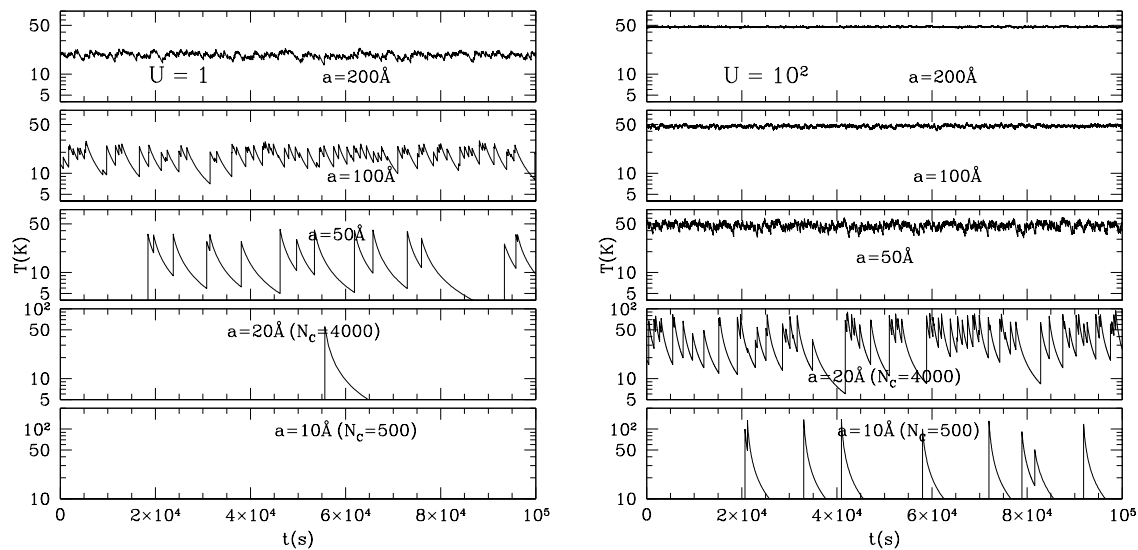 50
10
5
U = 1
a=200Å
50
10
5
a=100Å
50
10
5
a=50Å
T(K)
10²
50
10
5
a=20Å (N_c=4000)
10²
10
a=10Å (N_c=500)
0 2×10⁴ 4×10⁴ 6×10⁴ 8×10⁴ 10⁵
t(s)
50
10
5
U = 10²
a=200Å
50
10
5
a=100Å
50
10
5
a=50Å
T(K)
10²
50
10
5
a=20Å (N_c=4000)
10²
10
a=10Å (N_c=500)
0 2×10⁴ 4×10⁴ 6×10⁴ 8×10⁴ 10⁵
t(s)